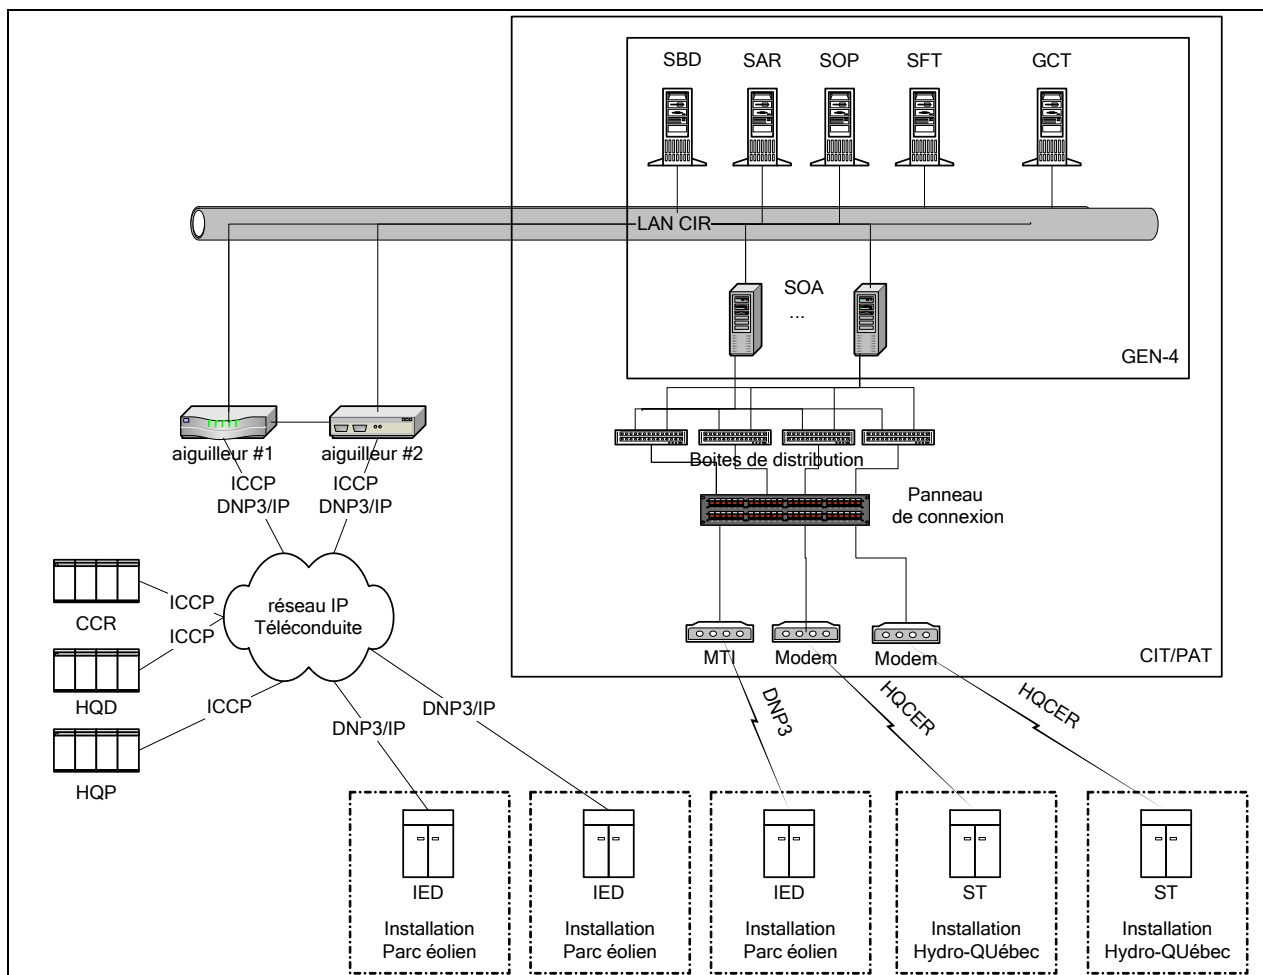 SBD
SAR
SOP
SFT
GCT
LAN CIR
SOA
...
GEN-4
aiguilleur #1
aiguilleur #2
Boites de distribution
ICCP
DNP3/IP
ICCP
DNP3/IP
Panneau
de connexion
CCR
ICCP
réseau IP
Téléconduite
ICCP
HQD
MTI
Modem
Modem
CIT/PAT
ICCP
HQP
DNP3/IP
DNP3/IP
DNP3
HQCER
HQCER
IED
Installation
Parc éolien
IED
Installation
Parc éolien
IED
Installation
Parc éolien
ST
Installation
Hydro-QUébec
ST
Installation
Hydro-QUébec